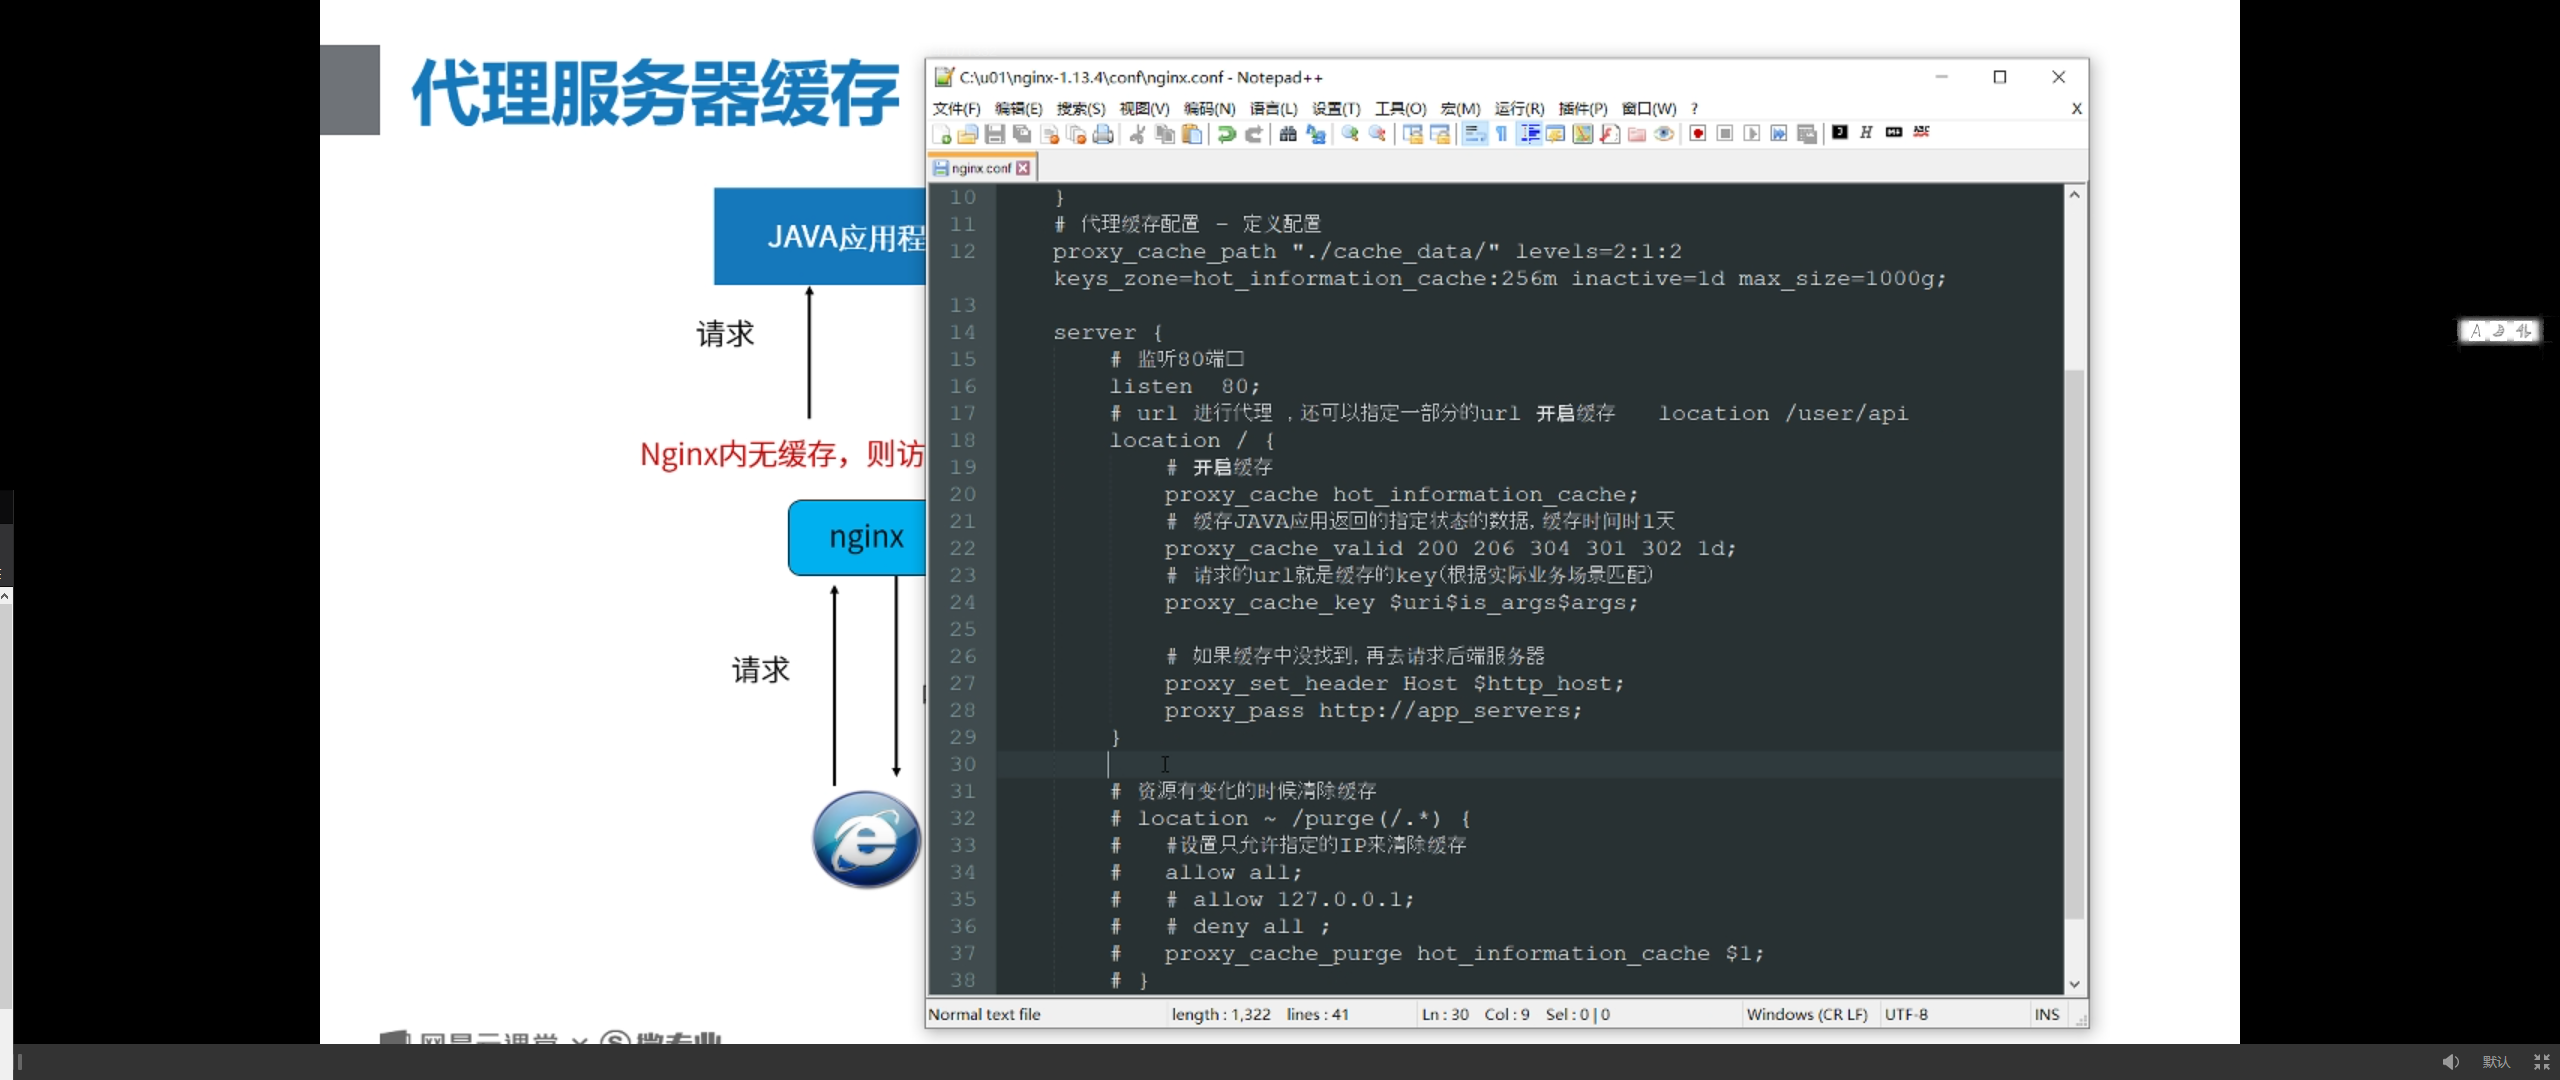 代理服务器缓存
JAVA应用程
请求
Nginx内无缓存，则访
nginx
请求
C:\u01\nginx-1.13.4\conf\nginx.conf - Notepad++
文件(F) 编辑(E) 搜索(S) 视图(V) 编码(N) 语言(L) 设置(T) 工具(O) 宏(M) 运行(R) 插件(P) 窗口(W) ? X
nginx.conf
10 }
11 # 代理缓存配置 - 定义配置
12 proxy_cache_path "./cache_data/" levels=2:1:2
keys_zone=hot_information_cache:256m inactive=1d max_size=1000g;
13
14 server {
15 # 监听80端口
16 listen 80;
17 # url 进行代理 ,还可以指定一部分的url 开启缓存 location /user/api
18 location / {
19 # 开启缓存
20 proxy_cache hot_information_cache;
21 # 缓存JAVA应用返回的指定状态的数据,缓存时间时1天
22 proxy_cache_valid 200 206 304 301 302 1d;
23 # 请求的url就是缓存的key(根据实际业务场景匹配)
24 proxy_cache_key $uri$is_args$args;
25
26 # 如果缓存中没找到,再去请求后端服务器
27 proxy_set_header Host $http_host;
28 proxy_pass http://app_servers;
29 }
30
31 # 资源有变化的时候清除缓存
32 # location ~ /purge(/.*) {
33 # #设置只允许指定的IP来清除缓存
34 # allow all;
35 # # allow 127.0.0.1;
36 # # deny all ;
37 # proxy_cache_purge hot_information_cache $1;
38 # }
Normal text file length : 1,322 lines : 41 Ln : 30 Col : 9 Sel : 0 | 0 Windows (CR LF) UTF-8 INS
网易云课堂 × 微专业
默认